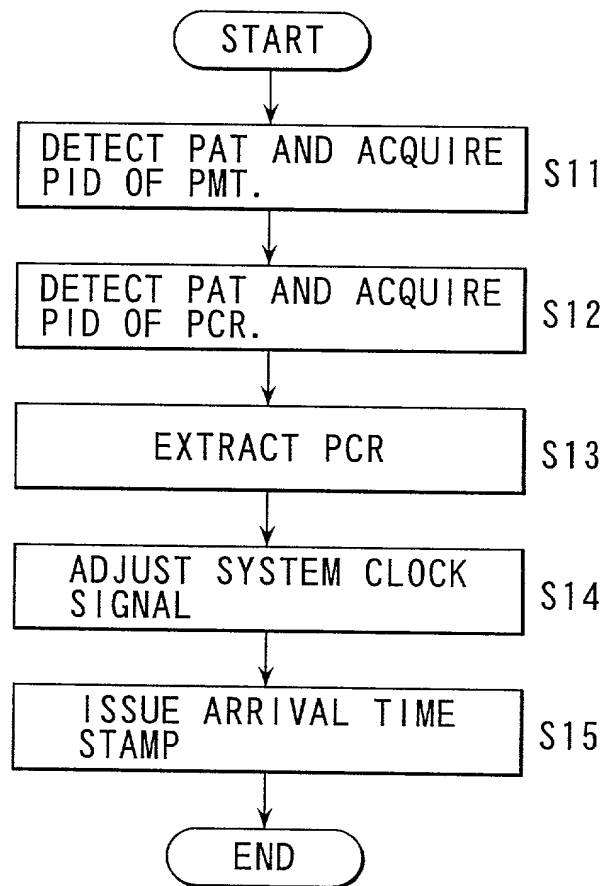 START
DETECT PAT AND ACQUIRE
PID OF PMT.
S11
DETECT PAT AND ACQUIRE
PID OF PCR.
S12
EXTRACT PCR
S13
ADJUST SYSTEM CLOCK
SIGNAL
S14
ISSUE ARRIVAL TIME
STAMP
S15
END